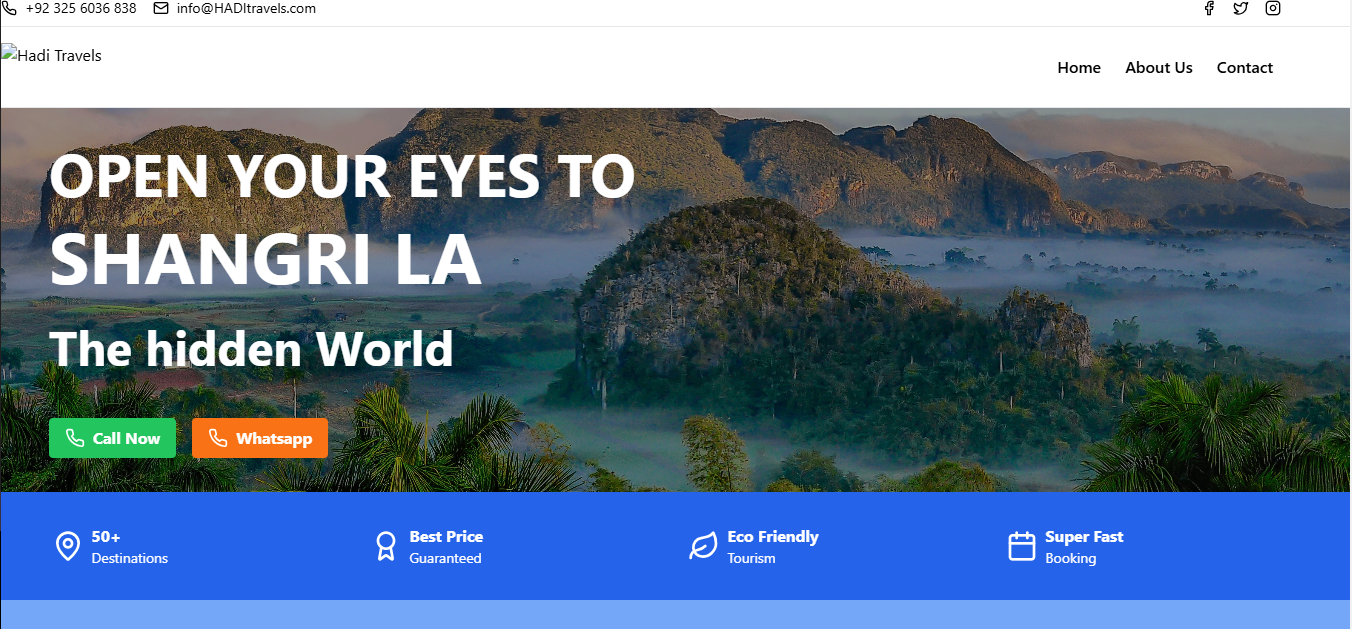 +92 325 6036 838 info@HADItravels.com
Hadi Travels
Home About Us Contact
OPEN YOUR EYES TO
SHANGRI LA
The hidden World
Call Now Whatsapp
50+ Best Price Eco Friendly Super Fast
Destinations Guaranteed Tourism Booking